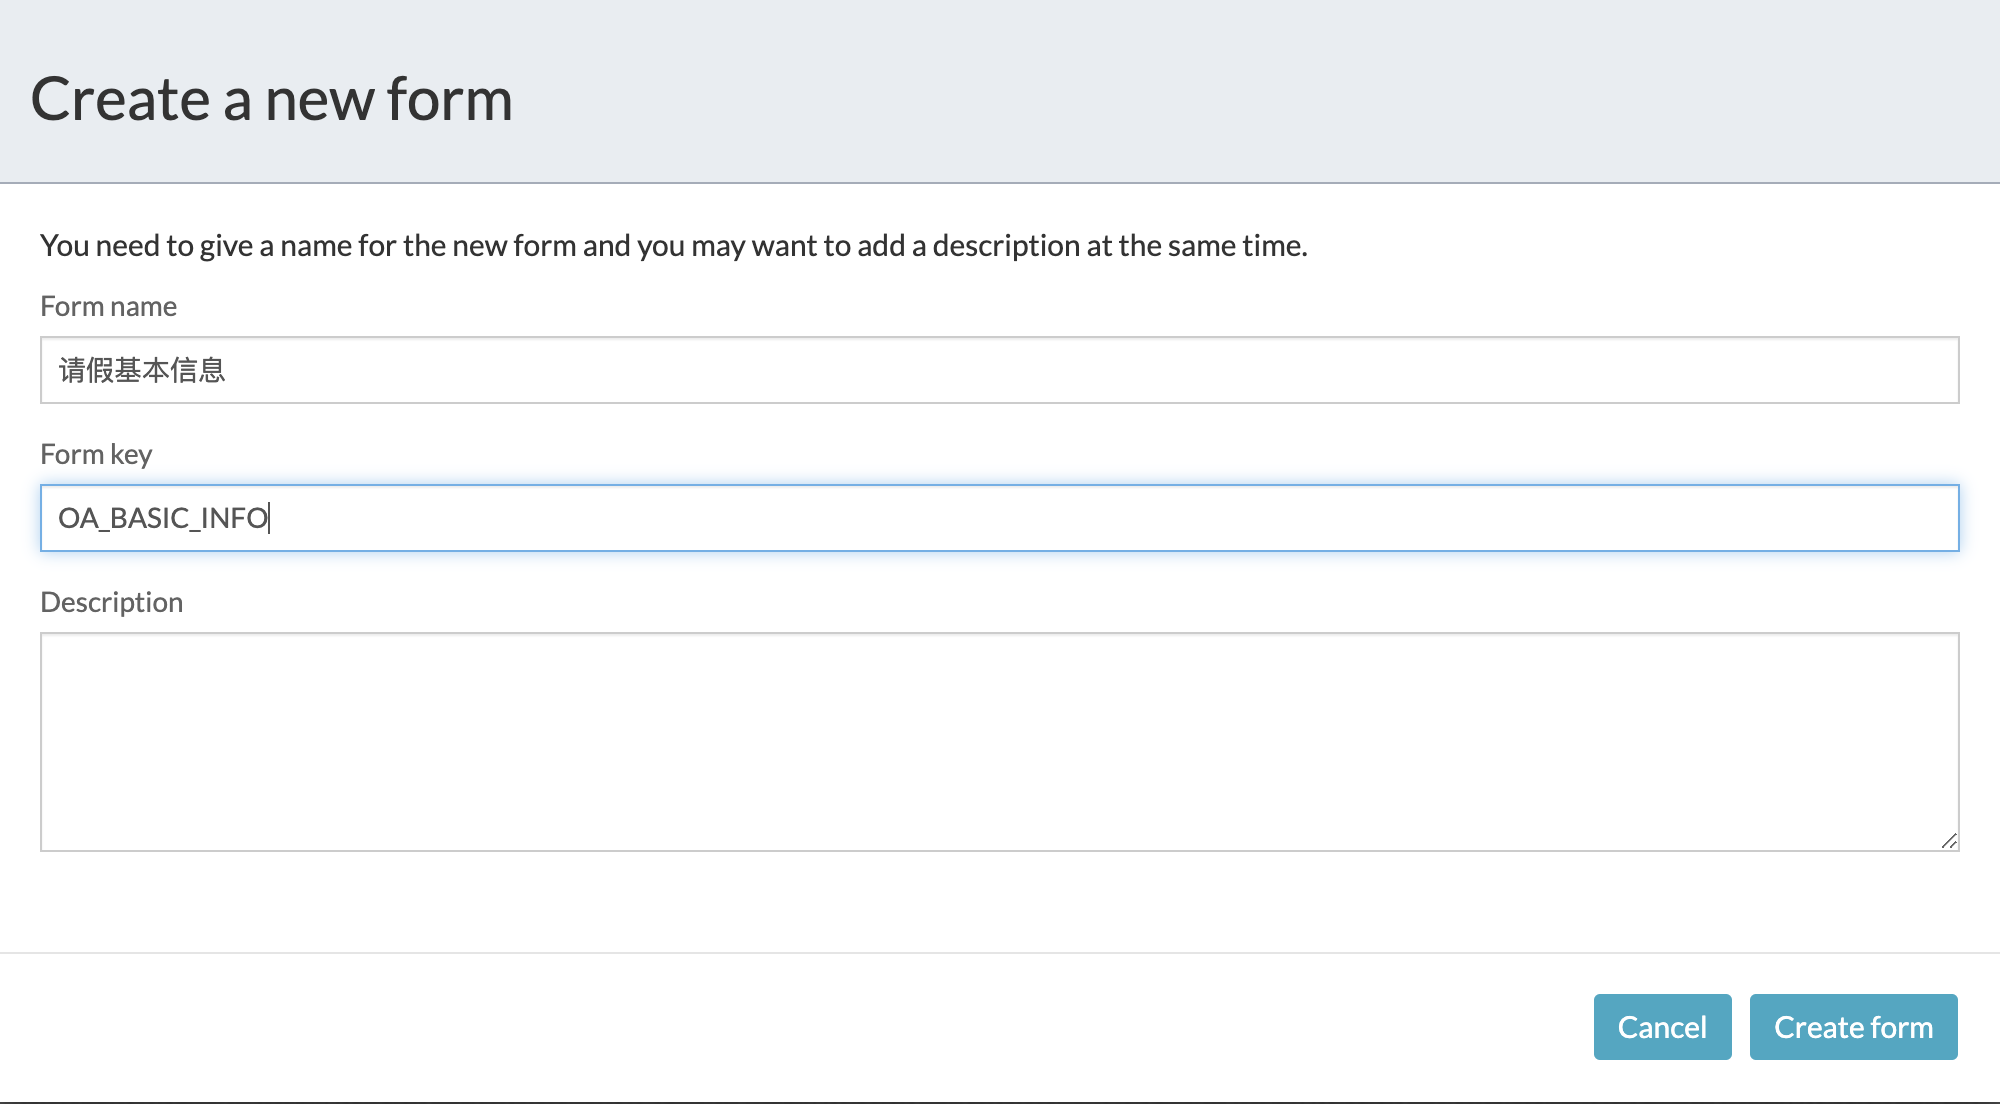 Create a new form
You need to give a name for the new form and you may want to add a description at the same time.
Form name
请假基本信息
Form key
OA_BASIC_INFO
Description
Cancel
Create form